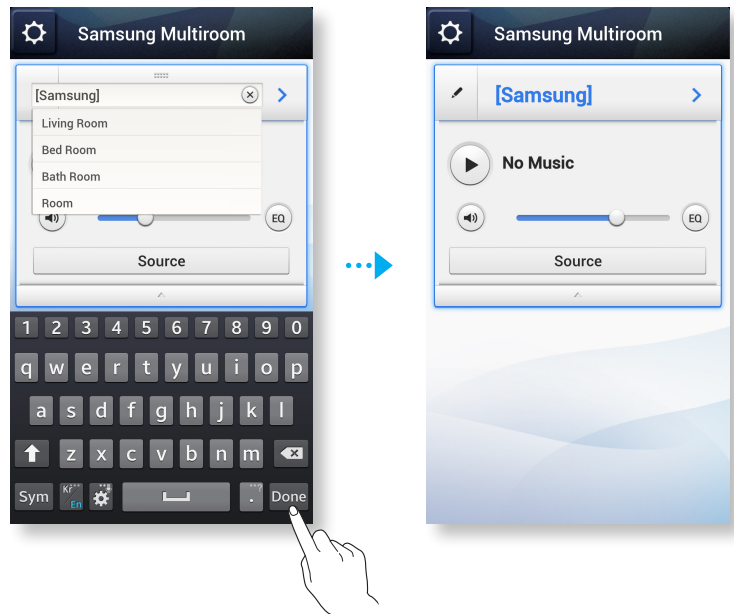 Samsung Multiroom
[Samsung]
Living Room
Bed Room
Bath Room
Room
EQ
Source
1 2 3 4 5 6 7 8 9 0
q w e r t y u i o p
a s d f g h j k l
z x c v b n m
Sym En . Done
Samsung Multiroom
[Samsung]
No Music
EQ
Source